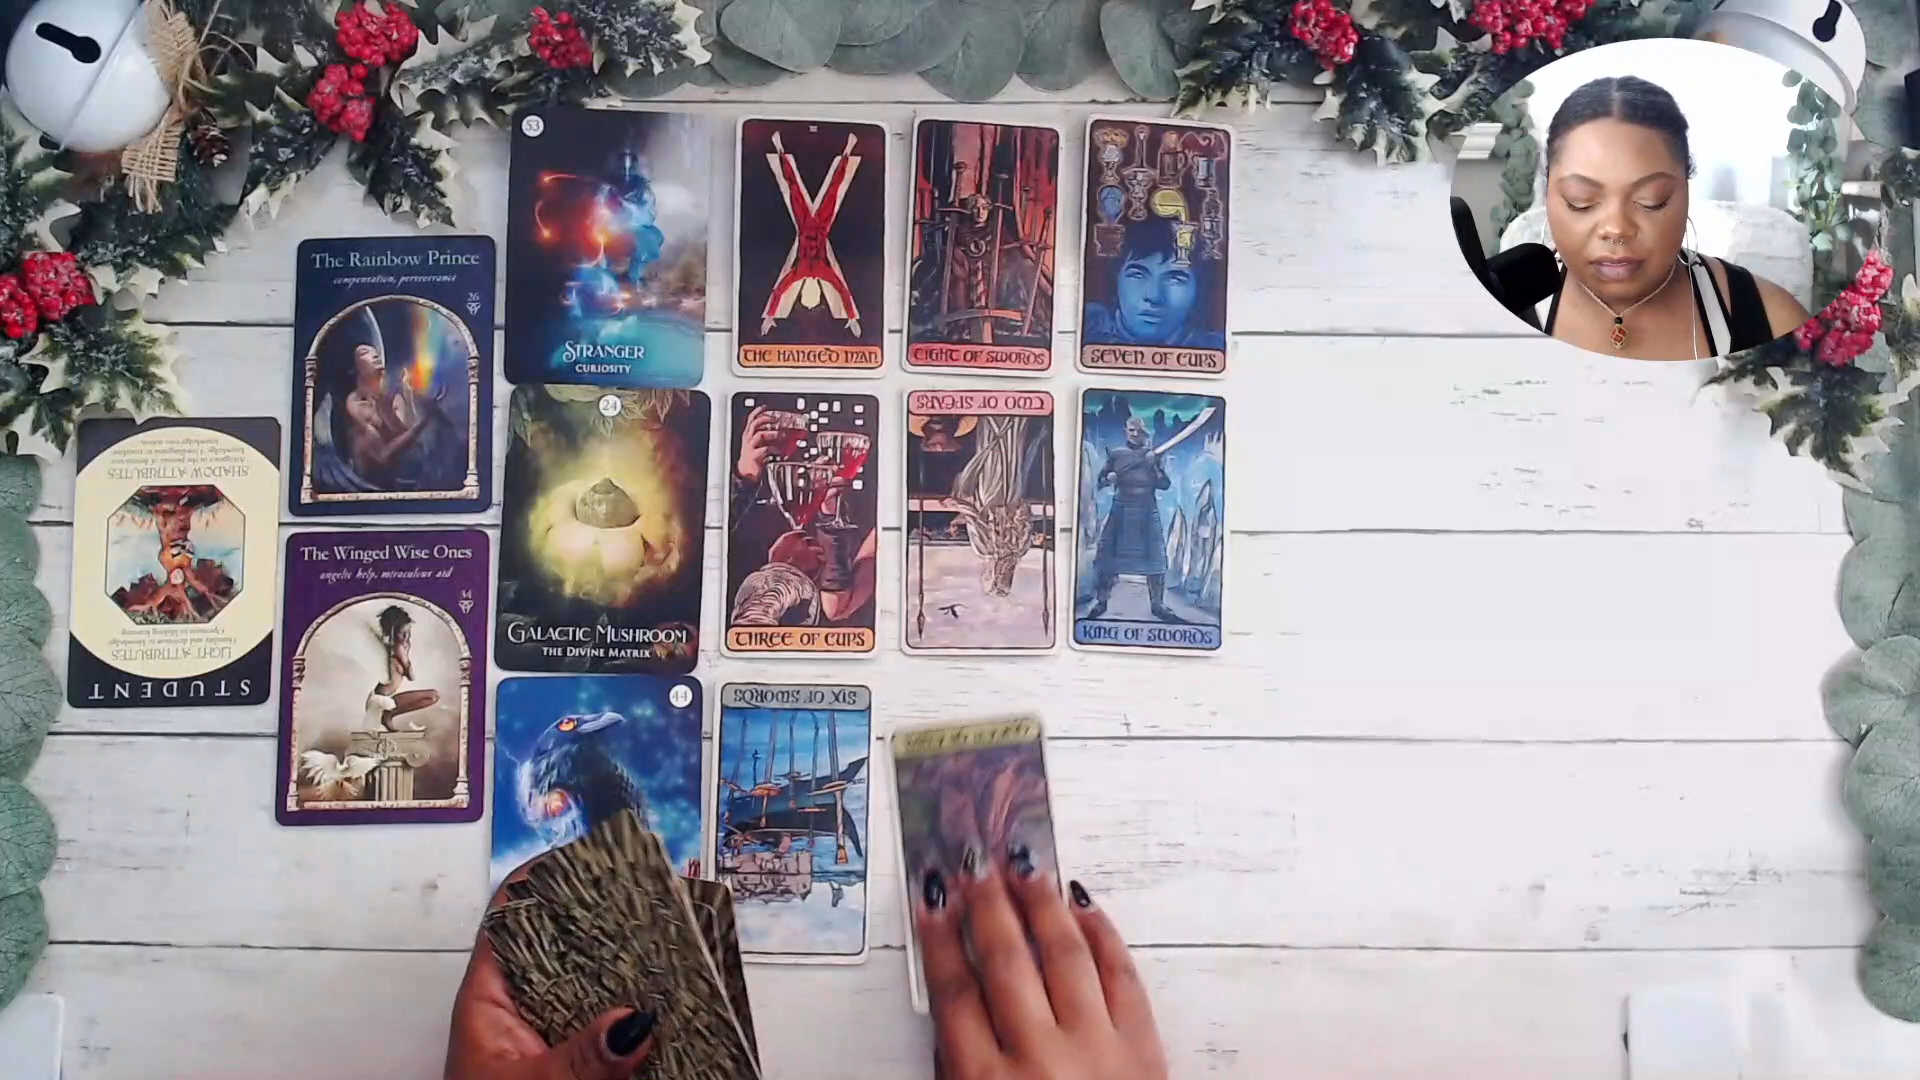 53
STRANGER
CURIOSITY
THE HANGED MAN
EIGHT OF SWORDS
SEVEN OF CUPS
The Rainbow Prince
compensation, perseverance
26
24
GALACTIC MUSHROOM
THE DIVINE MATRIX
THREE OF CUPS
TWO OF SPEARS
KING OF SWORDS
STUDENT
LIGHT ATTRIBUTES
SHADOW ATTRIBUTES
The Winged Wise Ones
angelic help, miraculous aid
34
44
SIX OF SWORDS